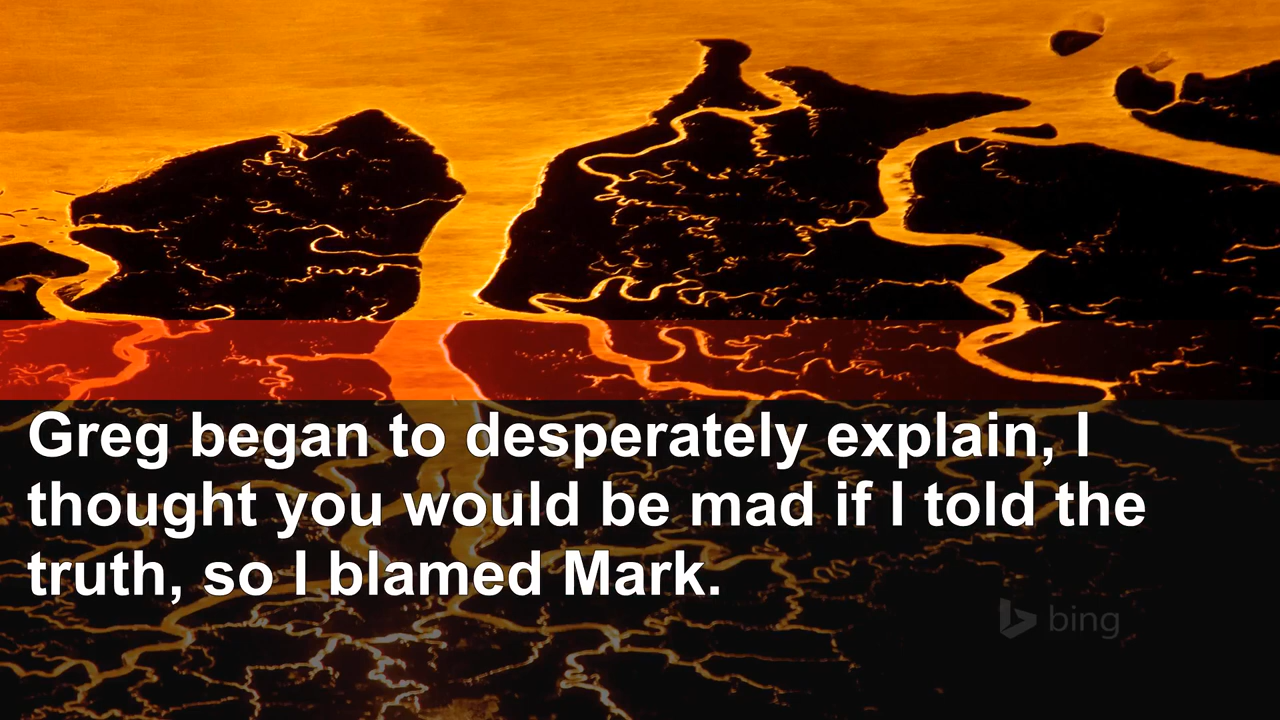 Greg began to desperately explain, I
thought you would be mad if I told the
truth, so I blamed Mark.
bing